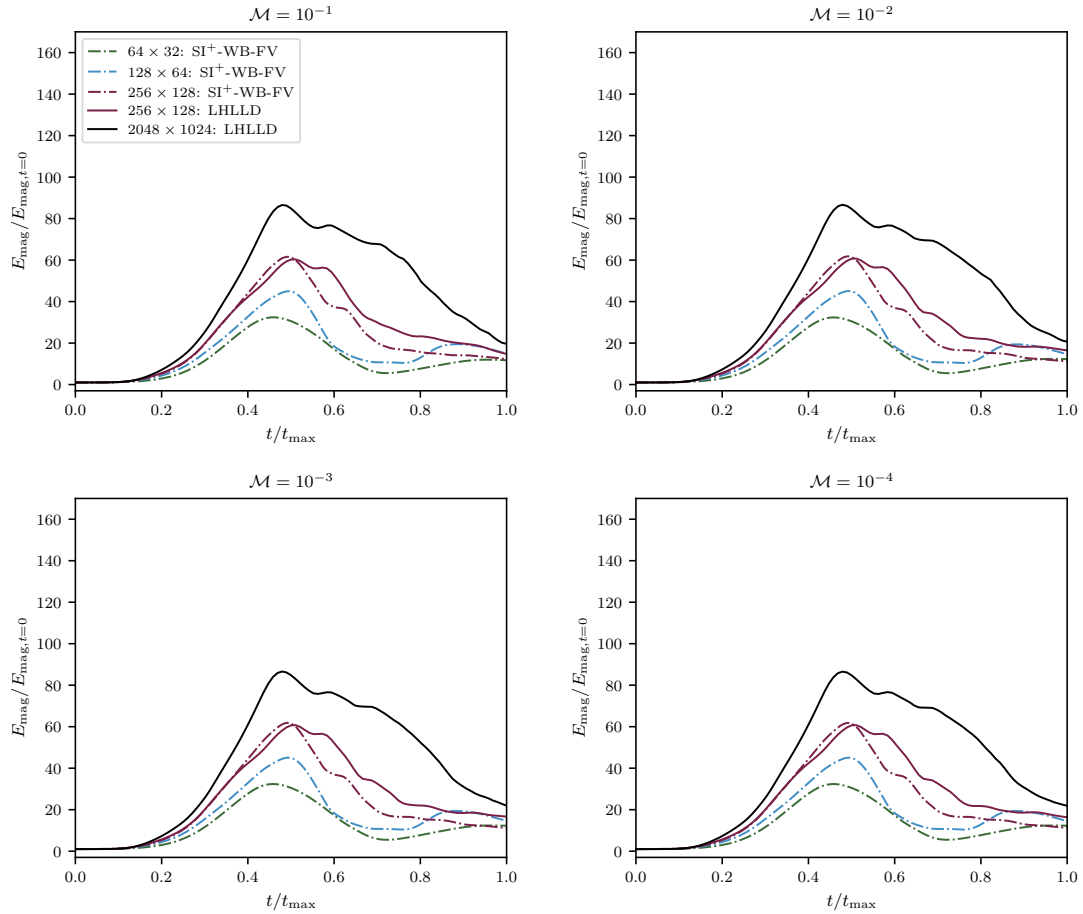 ℳ = 10⁻¹
160
140
120
100
80
60
40
20
0
E_mag/E_mag,t=0
64 × 32: SI⁺-WB-FV
128 × 64: SI⁺-WB-FV
256 × 128: SI⁺-WB-FV
256 × 128: LHLLD
2048 × 1024: LHLLD
0.0 0.2 0.4 0.6 0.8 1.0
t/t_max
ℳ = 10⁻²
160
140
120
100
80
60
40
20
0
E_mag/E_mag,t=0
0.0 0.2 0.4 0.6 0.8 1.0
t/t_max
ℳ = 10⁻³
160
140
120
100
80
60
40
20
0
E_mag/E_mag,t=0
0.0 0.2 0.4 0.6 0.8 1.0
t/t_max
ℳ = 10⁻⁴
160
140
120
100
80
60
40
20
0
E_mag/E_mag,t=0
0.0 0.2 0.4 0.6 0.8 1.0
t/t_max